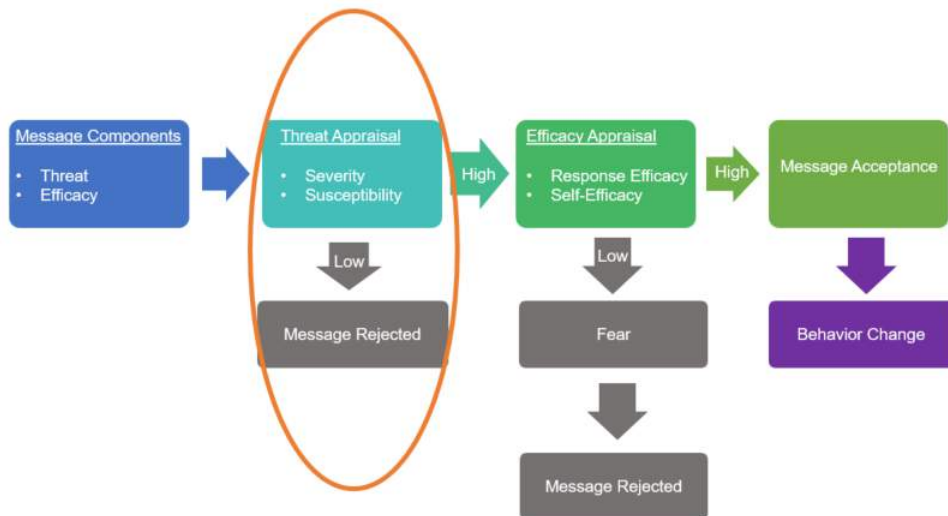 Message Components
• Threat
• Efficacy
Threat Appraisal
• Severity
• Susceptibility
High
Efficacy Appraisal
• Response Efficacy
• Self-Efficacy
High
Message Acceptance
Low
Low
Message Rejected
Fear
Behavior Change
Message Rejected